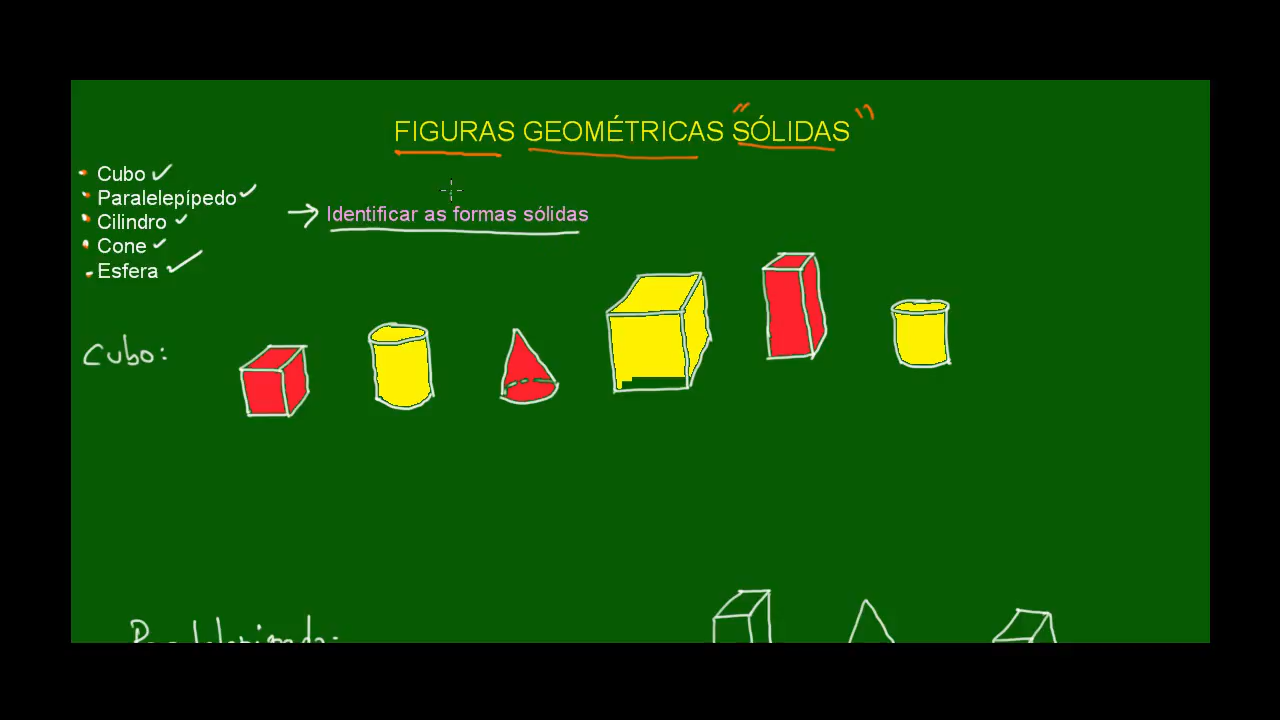 FIGURAS GEOMÉTRICAS "SÓLIDAS"
Cubo
Paralelepípedo
Cilindro
Cone
Esfera
Identificar as formas sólidas
Cubo: